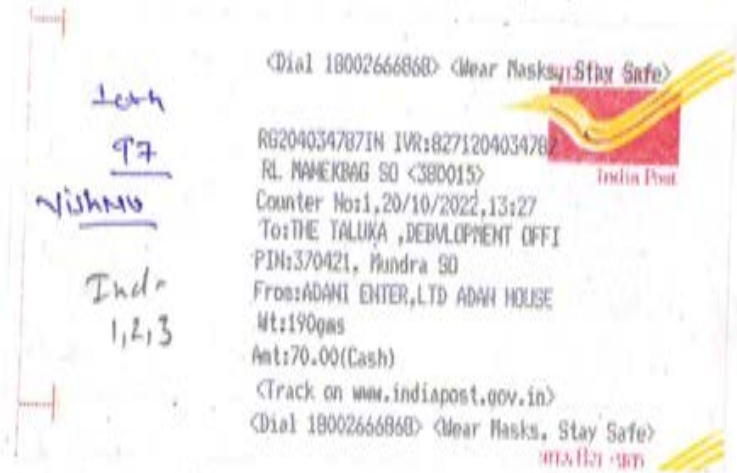 <Dial 18002666868> <Wear Masks, Stay Safe>
RG204034787IN IVR:8271204034787
RL MANEKBAG SO <380015>
India Post
Counter No:1,20/10/2022,13:27
To:THE TALUKA ,DEBVLOPMENT OFFI
PIN:370421, Mundra SO
From:ADANI ENTER,LTD ADAN HOUSE
Wt:190gms
Amt:70.00(Cash)
<Track on www.indiapost.gov.in>
<Dial 18002666868> <Wear Masks, Stay Safe>
97
Vishnu
Ind-
1,2,3